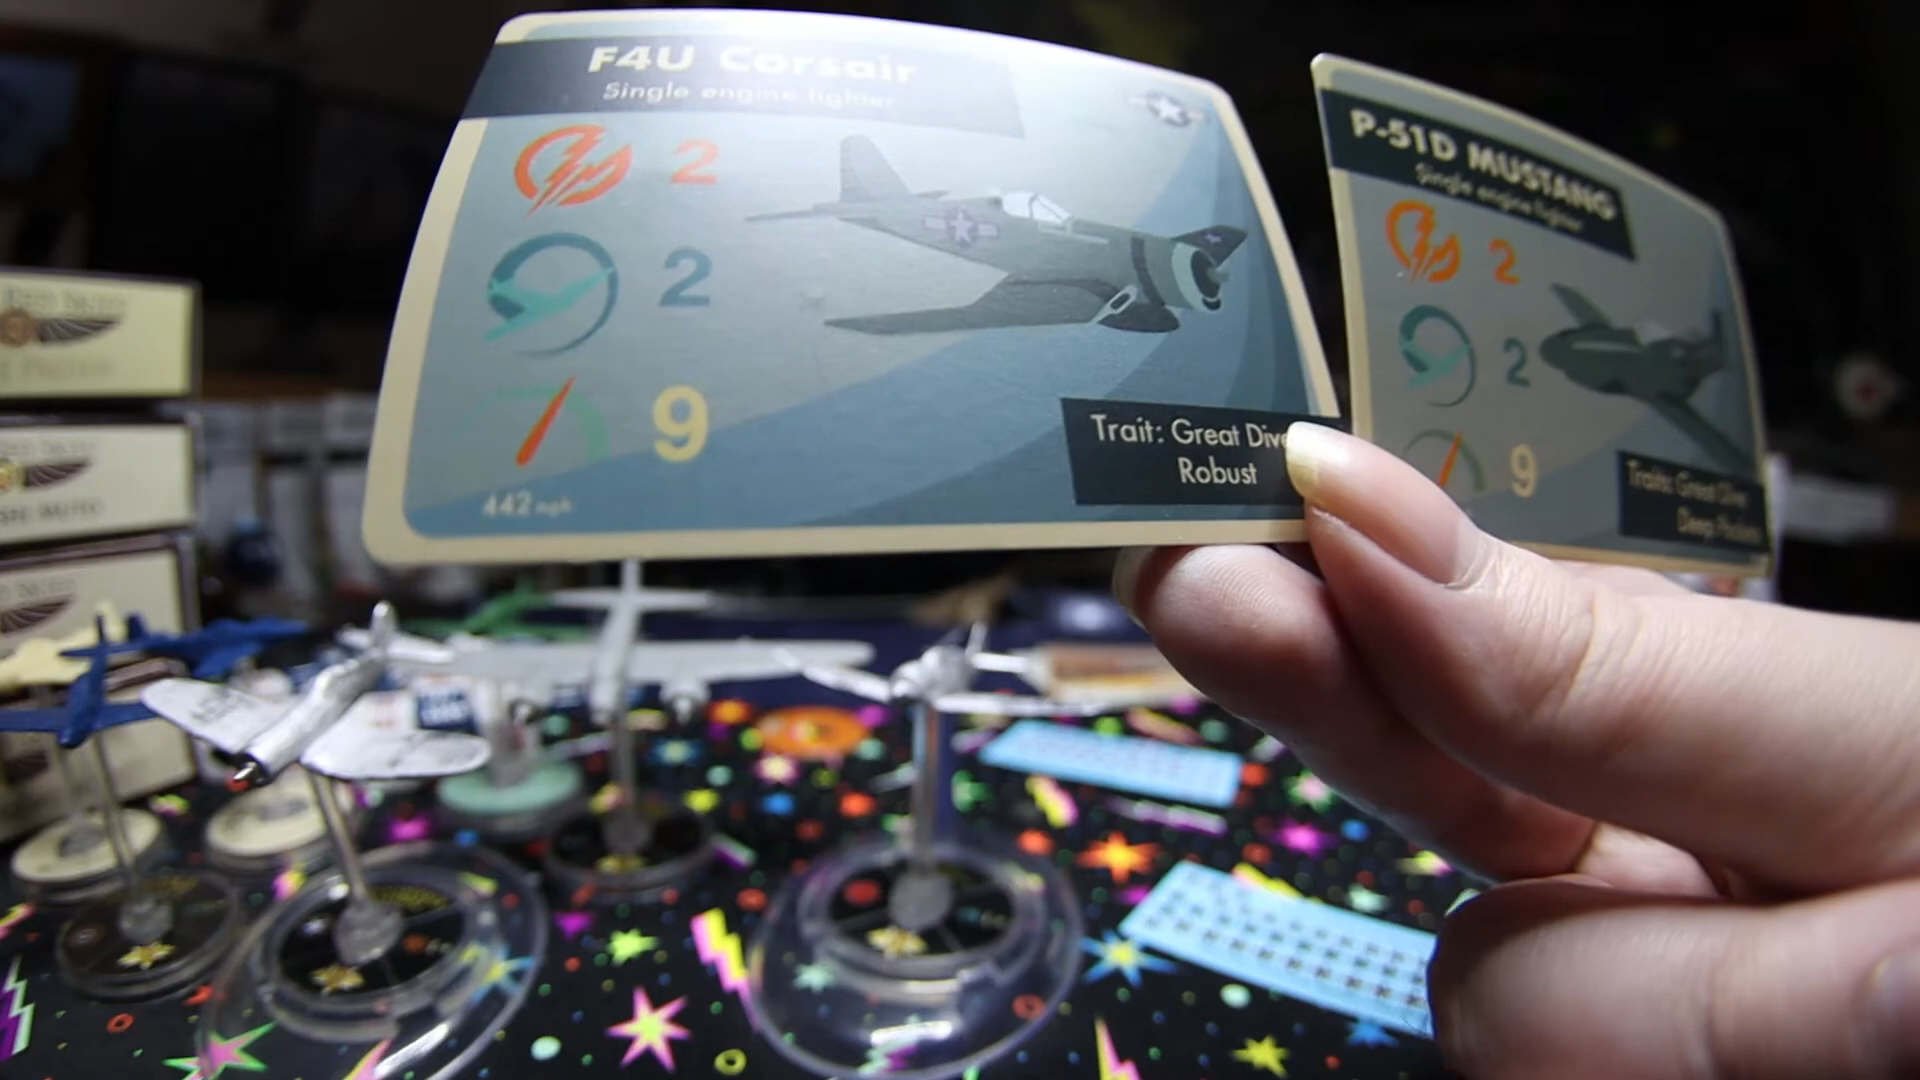 F4U Corsair
Single engine fighter
2
2
9
442 mph
Trait: Great Dive
Robust
P-51D MUSTANG
Single engine fighter
2
2
9
Traits: Great Dive
Deep Pockets